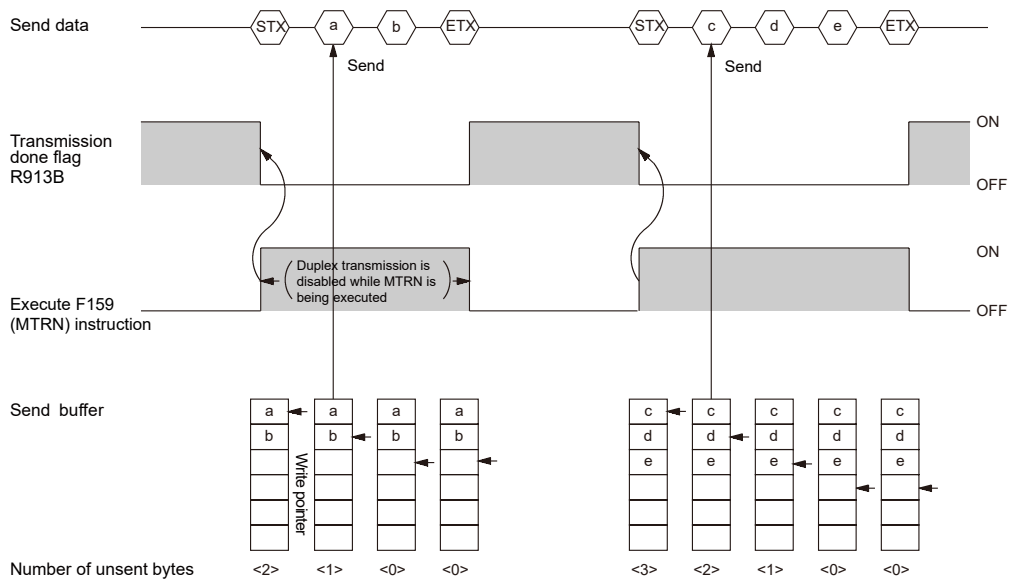 Send data STX a b ETX STX c d e ETX
Send Send
ON
Transmission
done flag
R913B
OFF
ON
Duplex transmission is
disabled while MTRN is
being executed
Execute F159
(MTRN) instruction
OFF
Send buffer
a a a a c c c c c
b b b b d d d d d
e e e e e
Write pointer
Number of unsent bytes <2> <1> <0> <0> <3> <2> <1> <0> <0>